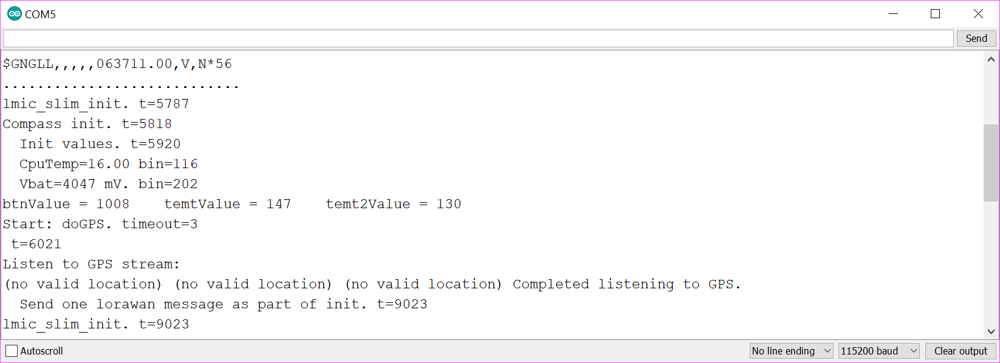 COM5
Send
$GNGLL,,,,,063711.00,V,N*56
............................
lmic_slim_init. t=5787
Compass init. t=5818
  Init values. t=5920
  CpuTemp=16.00 bin=116
  Vbat=4047 mV. bin=202
btnValue = 1008    temtValue = 147    temt2Value = 130
Start: doGPS. timeout=3
 t=6021
Listen to GPS stream:
(no valid location) (no valid location) (no valid location) Completed listening to GPS.
  Send one lorawan message as part of init. t=9023
lmic_slim_init. t=9023
Autoscroll No line ending 115200 baud Clear output